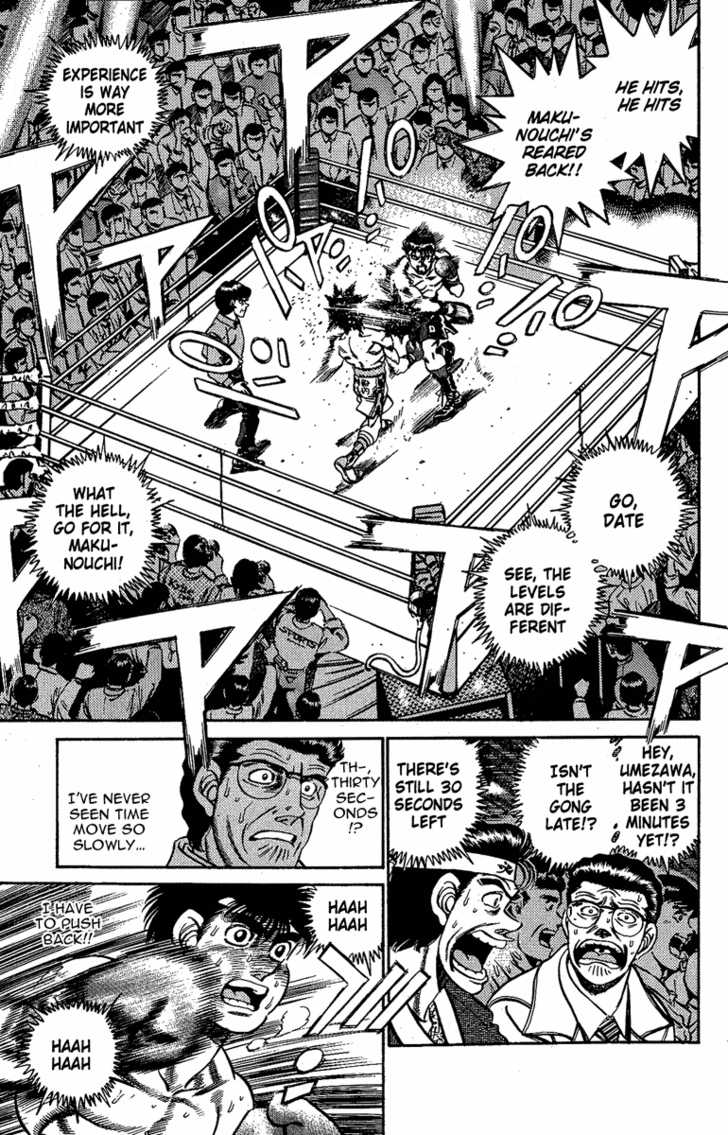 HE HITS,
HE HITS
MAKU-
NOUCHI'S
REARED
BACK!!
EXPERIENCE
IS WAY
MORE
IMPORTANT
GO,
DATE
SEE, THE
LEVELS
ARE DIF-
FERENT
WHAT
THE HELL,
GO FOR IT,
MAKU-
NOUCHI!
SPORTS
HEY,
UMEZAWA,
HASN'T IT
BEEN 3
MINUTES
YET!?
ISN'T
THE
GONG
LATE!?
THERE'S
STILL 30
SECONDS
LEFT
TH-,
THIRTY
SEC-
ONDS
!?
I'VE NEVER
SEEN TIME
MOVE SO
SLOWLY...
HAAH
HAAH
I HAVE
TO PUSH
BACK!!
HAAH
HAAH